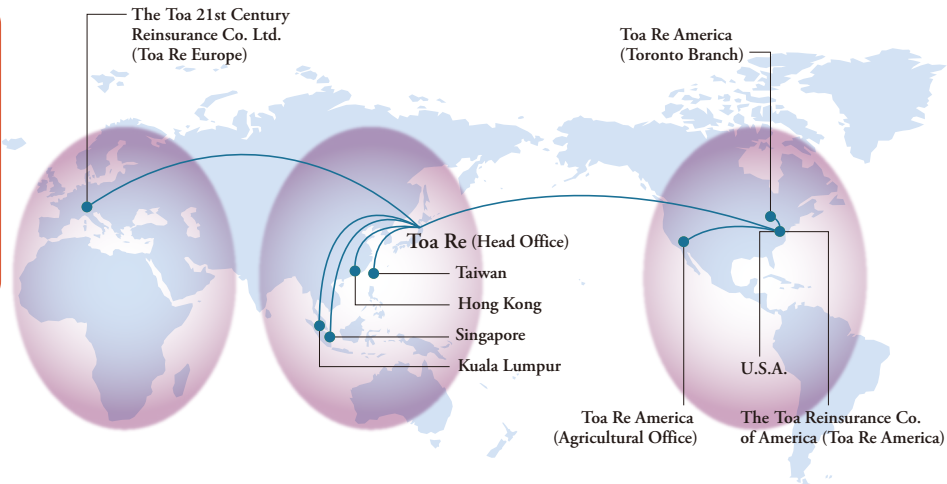 The Toa 21st Century
Reinsurance Co. Ltd.
(Toa Re Europe)
Toa Re America
(Toronto Branch)
Toa Re (Head Office)
Taiwan
Hong Kong
Singapore
Kuala Lumpur
U.S.A.
Toa Re America
(Agricultural Office)
The Toa Reinsurance Co.
of America (Toa Re America)